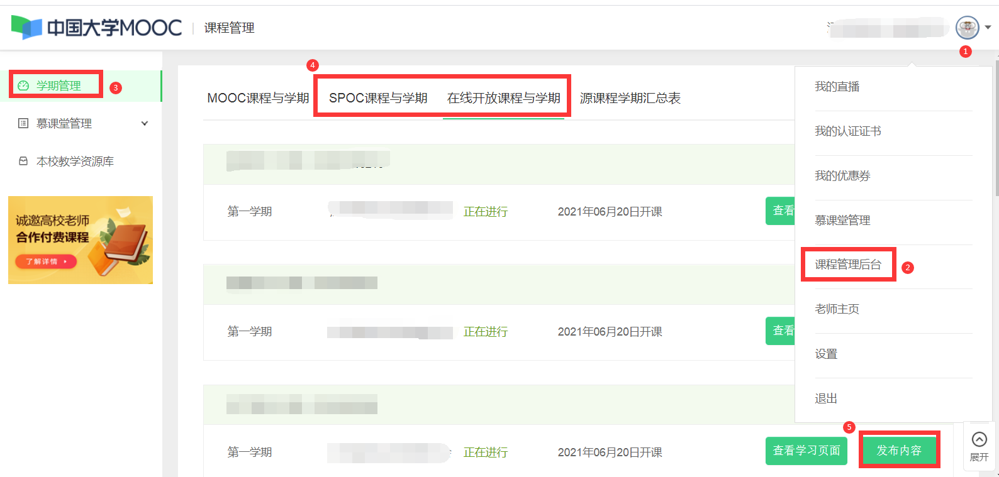 中国大学MOOC
课程管理
1
学期管理
3
慕课堂管理
本校教学资源库
诚邀高校老师
合作付费课程
了解详情
4
MOOC课程与学期
SPOC课程与学期
在线开放课程与学期
源课程学期汇总表
第一学期
正在进行
2021年06月20日开课
查看
第一学期
正在进行
2021年06月20日开课
查看
第一学期
正在进行
2021年06月20日开课
查看学习页面
5
发布内容
我的直播
我的认证证书
我的优惠券
慕课堂管理
课程管理后台
2
老师主页
设置
退出
展开